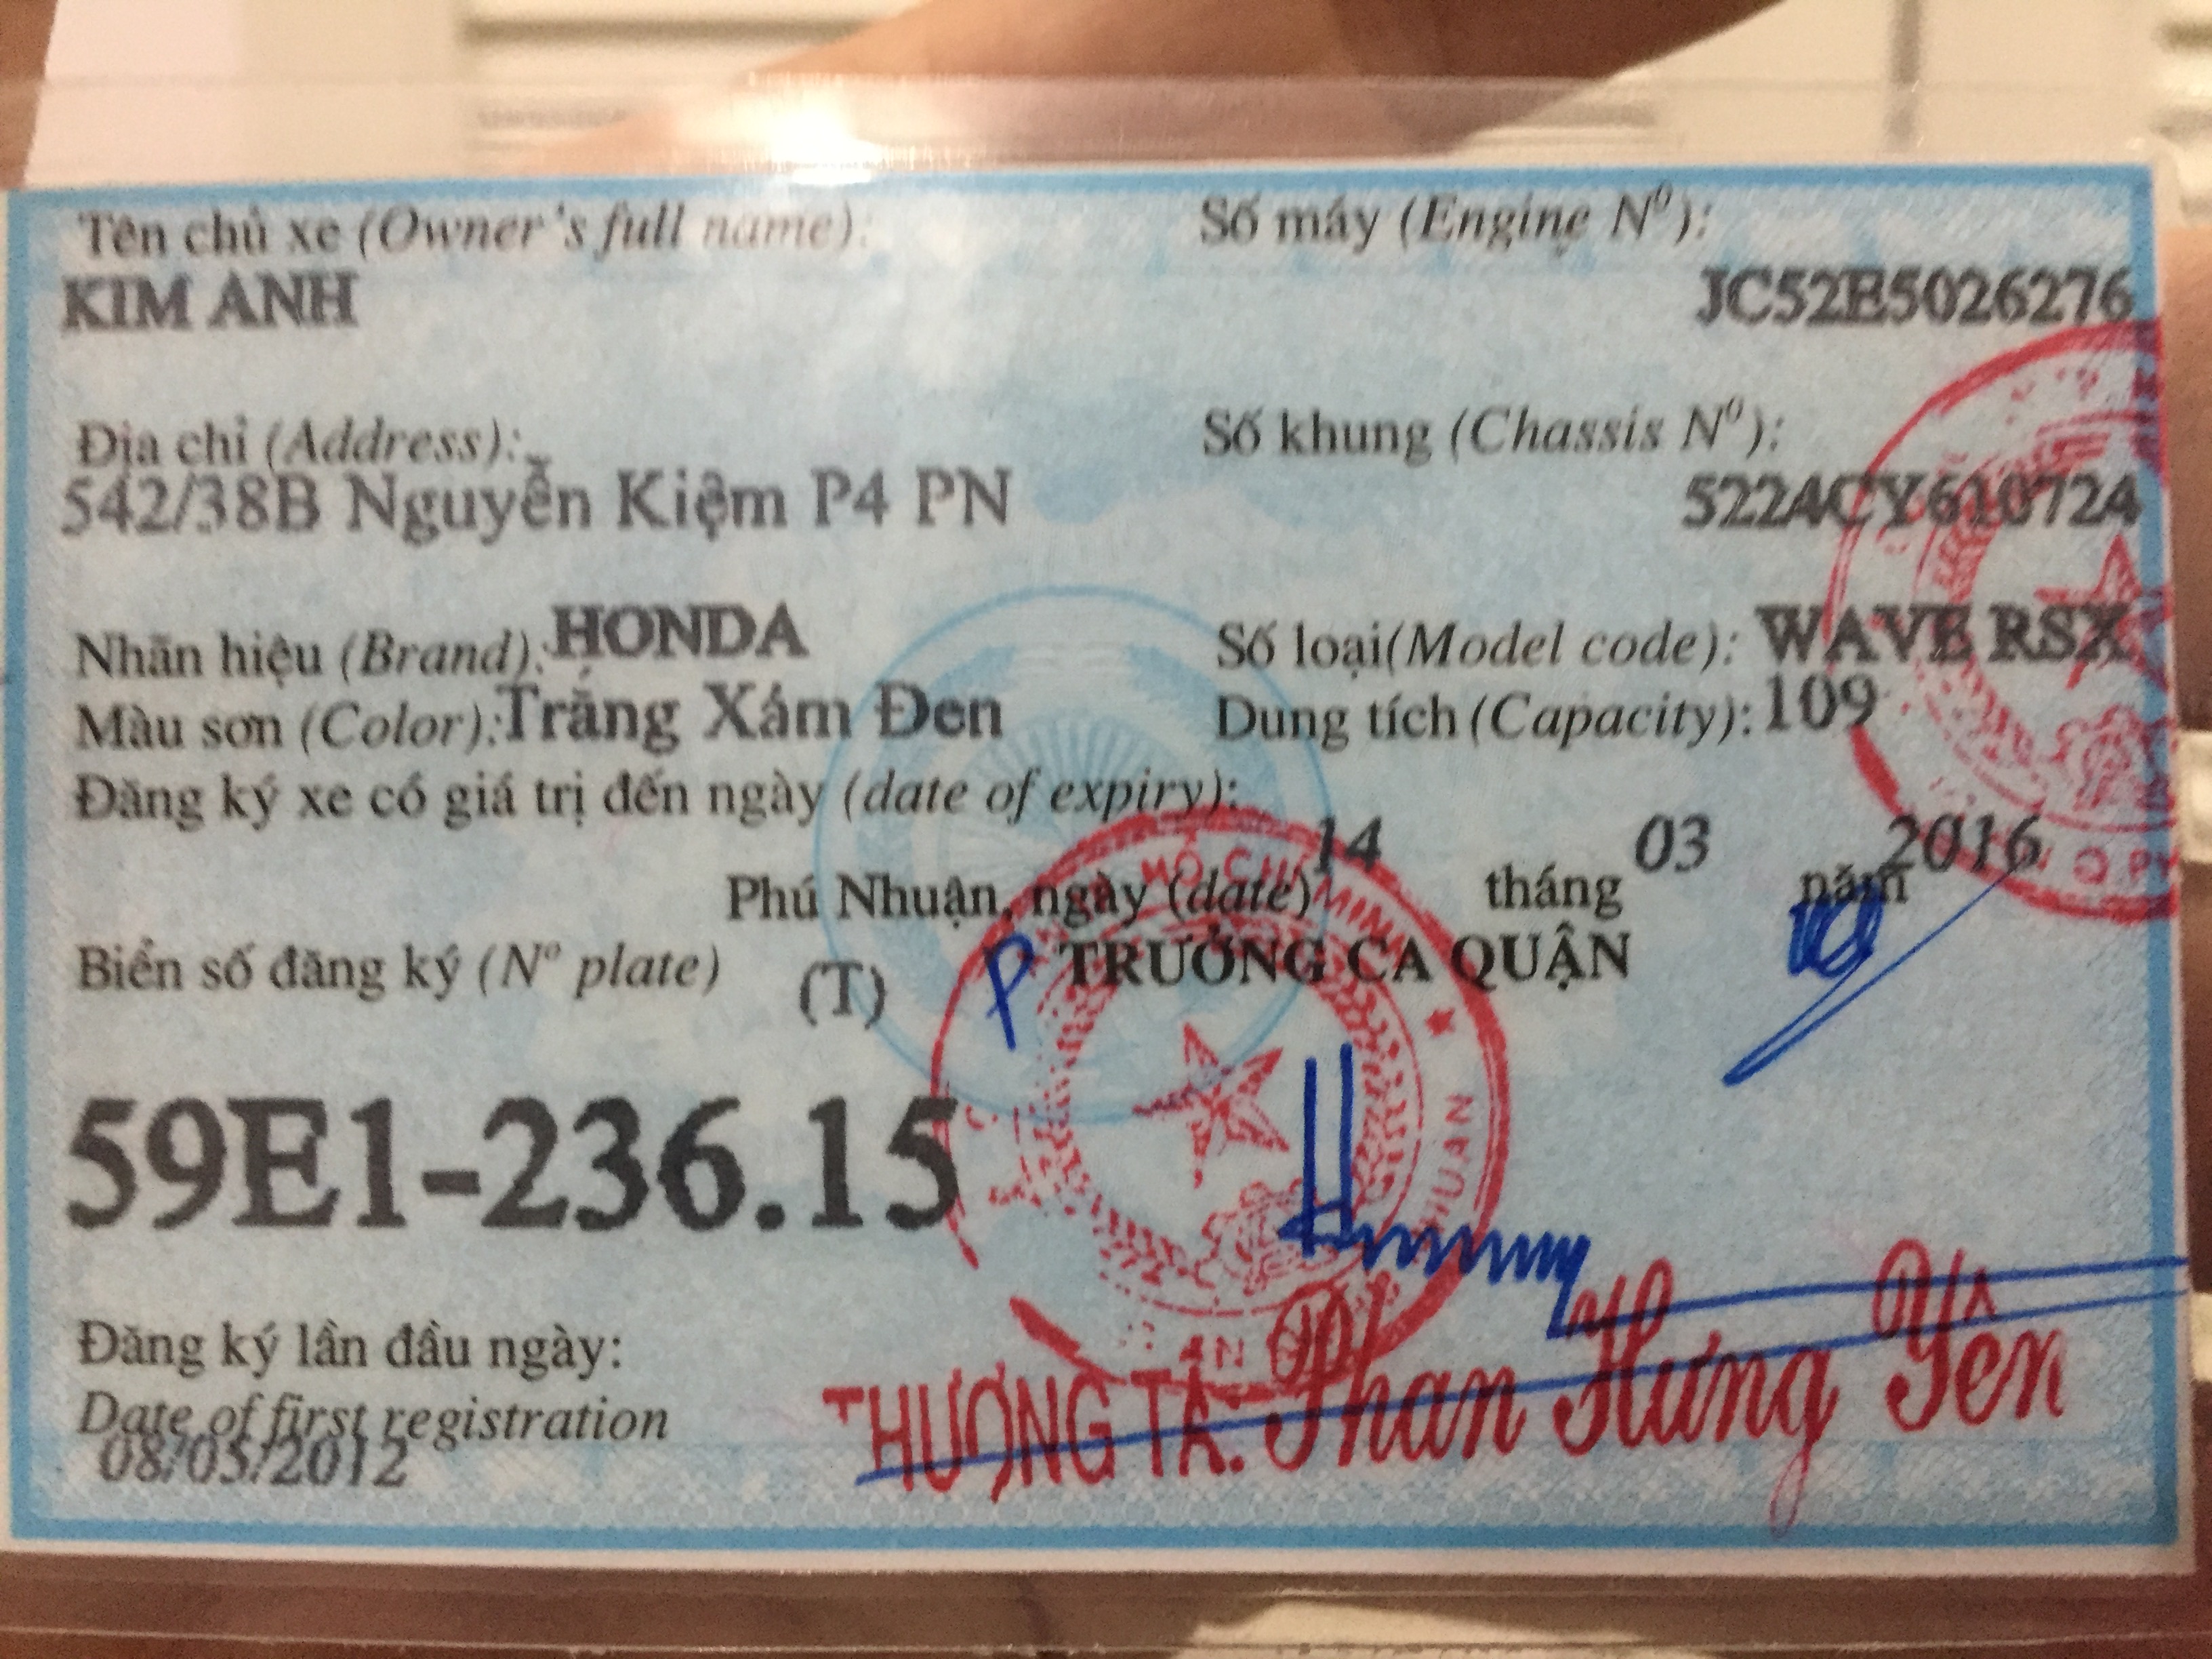 Tên chủ xe (Owner's full name):
KIM ANH
Số máy (Engine Nº):
JC52E5026276
Địa chỉ (Address):
542/38B Nguyễn Kiệm P4 PN
Số khung (Chassis Nº):
5224CY610724
Nhãn hiệu (Brand): HONDA
Số loại(Model code): WAVE RSX
Màu sơn (Color): Trắng Xám Đen
Dung tích (Capacity): 109
Đăng ký xe có giá trị đến ngày (date of expiry):
Phú Nhuận, ngày (date) 14 tháng 03 năm 2016
Biển số đăng ký (Nº plate) (T)
P TRƯỞNG CA QUẬN
59E1-236.15
Đăng ký lần đầu ngày:
Date of first registration
08/05/2012
THƯỢNG TÁ. Phan Hưng Yên